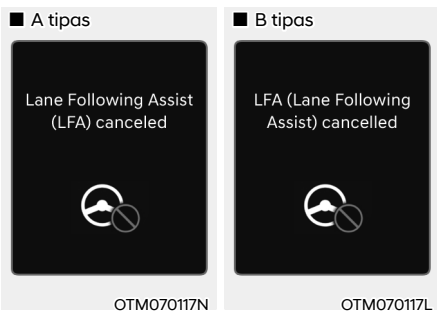 ■ A tipas
Lane Following Assist
(LFA) canceled
OTM070117N
■ B tipas
LFA (Lane Following
Assist) cancelled
OTM070117L